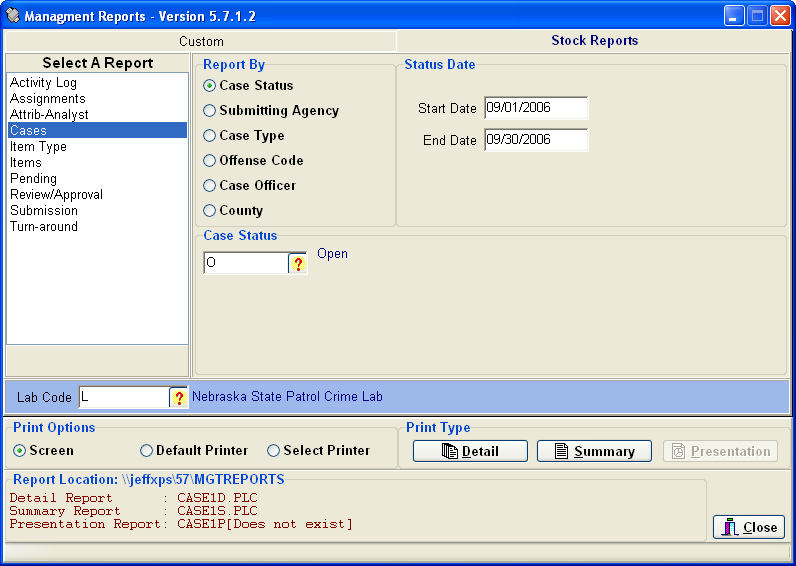 Managment Reports - Version 5.7.1.2
Custom
Stock Reports
Select A Report
Activity Log
Assignments
Attrib-Analyst
Cases
Item Type
Items
Pending
Review/Approval
Submission
Turn-around
Report By
Case Status
Submitting Agency
Case Type
Offense Code
Case Officer
County
Status Date
Start Date 09/01/2006
End Date 09/30/2006
Case Status
O ? Open
Lab Code L ? Nebraska State Patrol Crime Lab
Print Options
Screen Default Printer Select Printer
Print Type
Detail Summary Presentation
Report Location: \\jeffxps\57\MGTREPORTS
Detail Report : CASE1D.PLC
Summary Report : CASE1S.PLC
Presentation Report: CASE1P[Does not exist]
Close